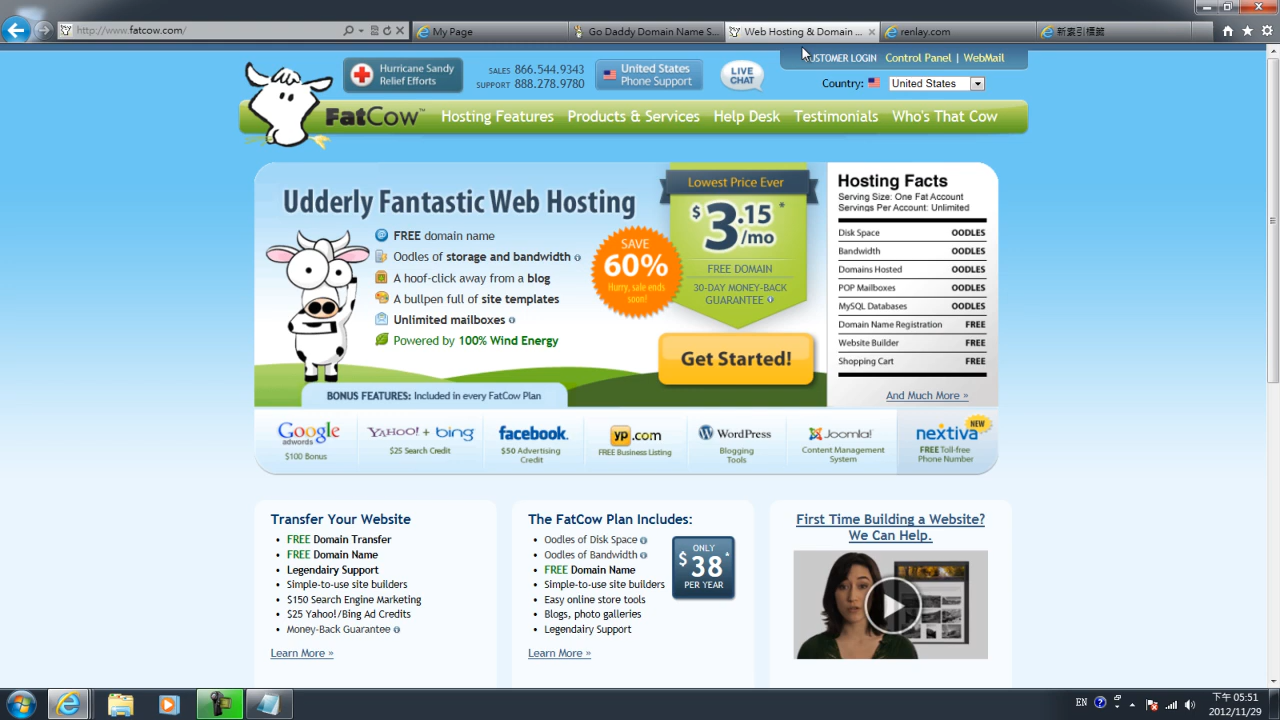 http://www.fatcow.com/
My Page
Go Daddy Domain Name S...
Web Hosting & Domain ...
renlay.com
新索引標籤
Hurricane Sandy
Relief Efforts
SALES 866.544.9343
SUPPORT 888.278.9780
United States
Phone Support
LIVE
CHAT
CUSTOMER LOGIN Control Panel | WebMail
Country: United States
FatCow™
Hosting Features
Products & Services
Help Desk
Testimonials
Who's That Cow
Udderly Fantastic Web Hosting
FREE domain name
Oodles of storage and bandwidth
A hoof-click away from a blog
A bullpen full of site templates
Unlimited mailboxes
Powered by 100% Wind Energy
SAVE
60%
Hurry, sale ends
soon!
Lowest Price Ever
$3.15*
/mo
FREE DOMAIN
30-DAY MONEY-BACK
GUARANTEE
Get Started!
Hosting Facts
Serving Size: One Fat Account
Servings Per Account: Unlimited
Disk Space OODLES
Bandwidth OODLES
Domains Hosted OODLES
POP Mailboxes OODLES
MySQL Databases OODLES
Domain Name Registration FREE
Website Builder FREE
Shopping Cart FREE
And Much More »
BONUS FEATURES: Included in every FatCow Plan
Google
adwords
$100 Bonus
YAHOO! + bing
$25 Search Credit
facebook.
$50 Advertising
Credit
yp.com
FREE Business Listing
WordPress
Blogging
Tools
Joomla!
Content Management
System
NEW
nextiva
FREE Toll-free
Phone Number
Transfer Your Website
FREE Domain Transfer
FREE Domain Name
Legendairy Support
Simple-to-use site builders
$150 Search Engine Marketing
$25 Yahoo!/Bing Ad Credits
Money-Back Guarantee
Learn More »
The FatCow Plan Includes:
Oodles of Disk Space
Oodles of Bandwidth
FREE Domain Name
Simple-to-use site builders
Easy online store tools
Blogs, photo galleries
Legendairy Support
Learn More »
ONLY
$38*
PER YEAR
First Time Building a Website?
We Can Help.
EN
下午 05:51
2012/11/29